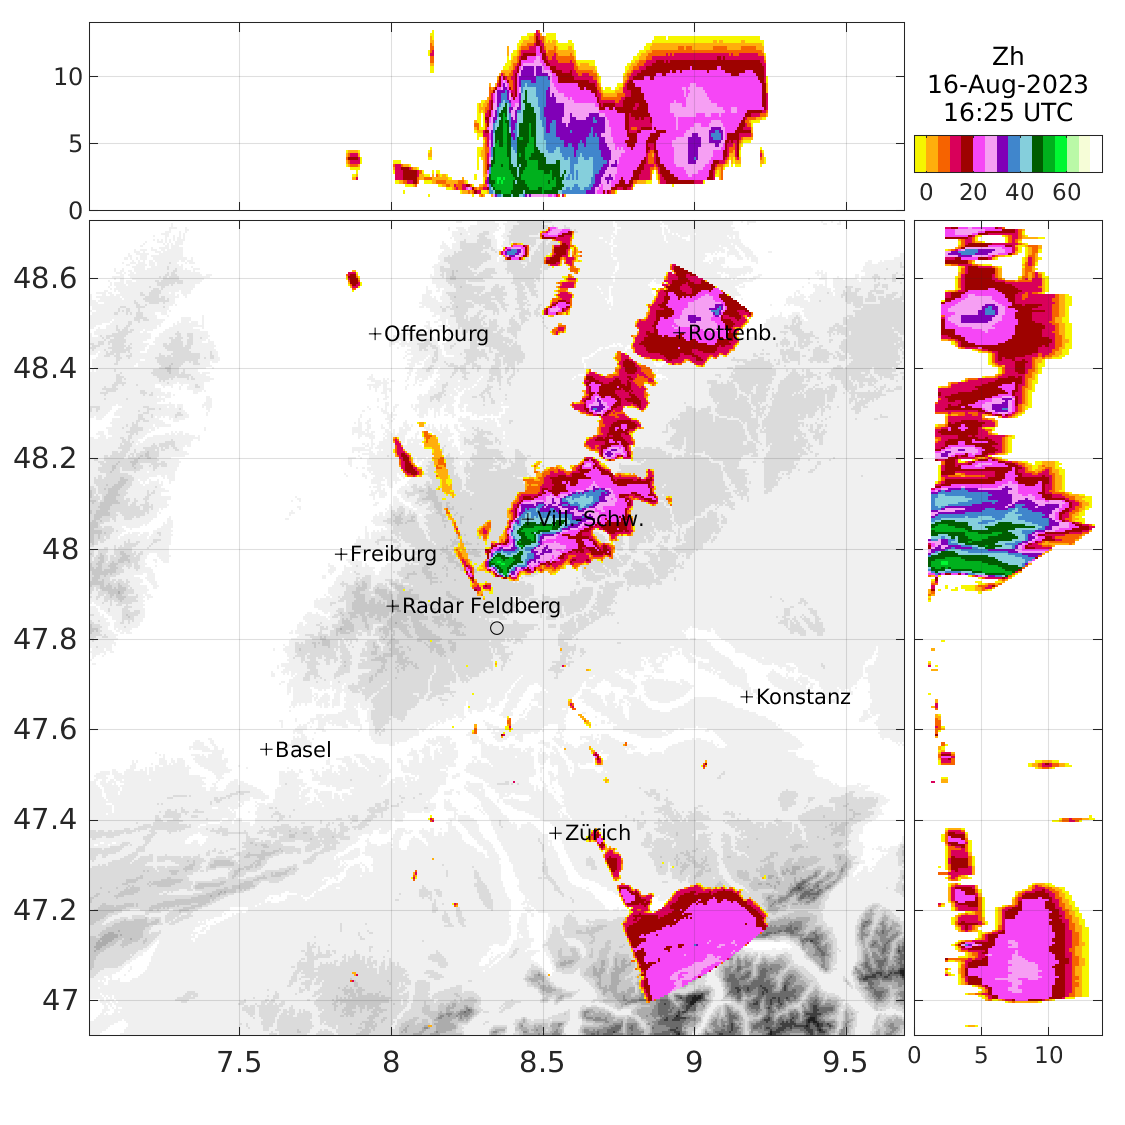 10
5
0
Zh
16-Aug-2023
16:25 UTC
0 20 40 60
48.6
48.4
48.2
48
47.8
47.6
47.4
47.2
47
+Offenburg
+Rottenb.
+Vill.-Schw.
+Freiburg
+Radar Feldberg
+Konstanz
+Basel
+Zürich
7.5 8 8.5 9 9.5
0 5 10